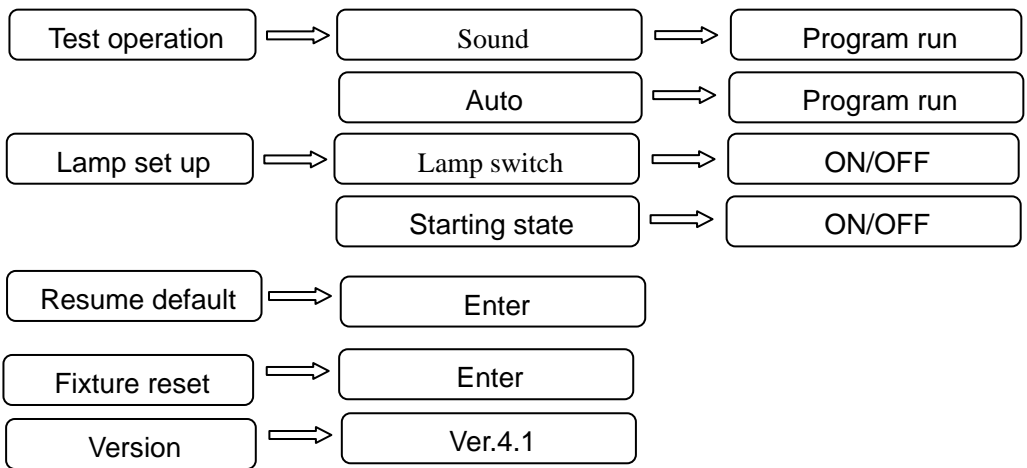 Test operation Sound Program run
Auto Program run
Lamp set up Lamp switch ON/OFF
Starting state ON/OFF
Resume default Enter
Fixture reset Enter
Version Ver.4.1